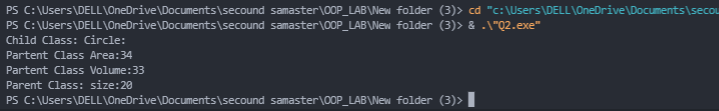 PS C:\Users\DELL\OneDrive\Documents\secound samaster\OOP_LAB\New folder (3)> cd "c:\Users\DELL\OneDrive\Documents\secou
PS C:\Users\DELL\OneDrive\Documents\secound samaster\OOP_LAB\New folder (3)> & .\"Q2.exe"
Child Class: Circle:
Partent Class Area:34
Partent Class Volume:33
Parent Class: size:20
PS C:\Users\DELL\OneDrive\Documents\secound samaster\OOP_LAB\New folder (3)>